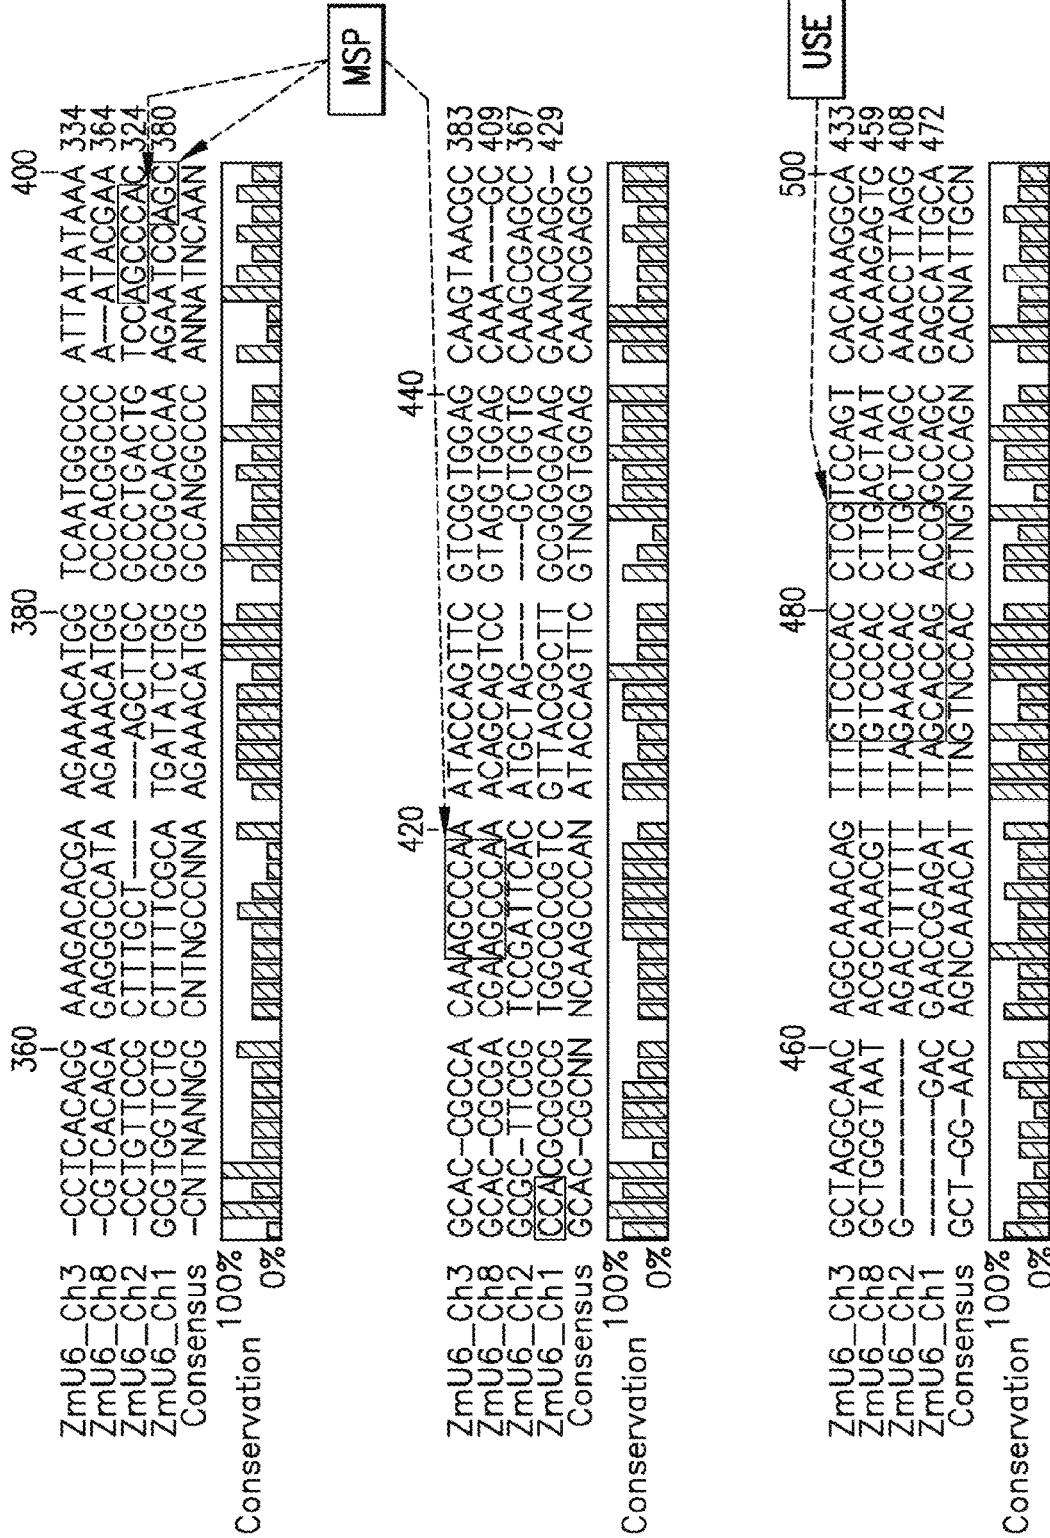 360 380 400
ZmU6_Ch3 -CCTCACAGG AAAGACACGA AGAAACATGG TCAATGGCCC ATTATATAAA 334
ZmU6_Ch8 -CGTCACAGA GAGGGCCATA AGAAACATGG CCCACGGCCC A--ATACGAA 364
ZmU6_Ch2 -CCTGTTCCG CTTTGCT--- ----AGCTTGC GCCCTGACTG TCCAGCCCAC 324
ZmU6_Ch1 GCGTGGTCTG CTTTTTCGCA TGATATCTGG GCCGCACCAA AGAATCCAGC 380
Consensus -CNTNANNGG CNTNGCCNNA AGAAACATGG GCCANGGCCC ANNATNCAAN
100%
Conservation
0%
MSP
420 440
ZmU6_Ch3 GCAC-CGCCA CAAAGCCCAA ATACCAGTTC GTCGGTGGAG CAAGTAACGC 383
ZmU6_Ch8 GCAC-CGCGA CGAAGCCCAA ACAGCAGTCC GTAGGTGGAG CAAA----GC 409
ZmU6_Ch2 GCGC-TTCGG TCCGATTCAC ATGCTAG--- ---GCTGGTG CAAGCGAGCC 367
ZmU6_Ch1 CCACGCGGCG TGGCGCCGTC GTTACGGCTT GCGGGGGAAG GAAACGAGG- 429
Consensus GCAC-CGCNN NCAAGCCCAN ATACCAGTTC GTNGGTGGAG CAANCGAGGC
100%
Conservation
0%
USE
460 480 500
ZmU6_Ch3 GCTAGGCAAC AGGCAAACAG TTTGTCCCAC CTCGTCCAGT CACAAAGGCA 433
ZmU6_Ch8 GCTGGGTAAT ACGCAAACGT TTTGTCCCAC CTTGACTAAT CACAAGAGTG 459
ZmU6_Ch2 G--------- AGACTTTTTT TTAGAACCAC CTTGCTCAGC AAACCTTAGG 408
ZmU6_Ch1 -------GAC GAACCGAGAT TTAGCACCAG ACCGGCCAGC GAGCATTGCA 472
Consensus GCT-GG-AAC AGNCAAACAT TTNGTNCCAC CTNGNCCAGN CACNATTGCN
100%
Conservation
0%